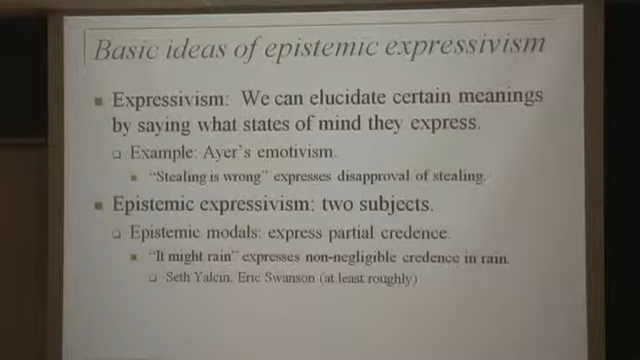 Basic ideas of epistemic expressivism
Expressivism: We can elucidate certain meanings
by saying what states of mind they express.
Example: Ayer's emotivism.
"Stealing is wrong" expresses disapproval of stealing.
Epistemic expressivism: two subjects.
Epistemic modals: express partial credence.
"It might rain" expresses non-negligible credence in rain.
Seth Yalcin, Eric Swanson (at least roughly)